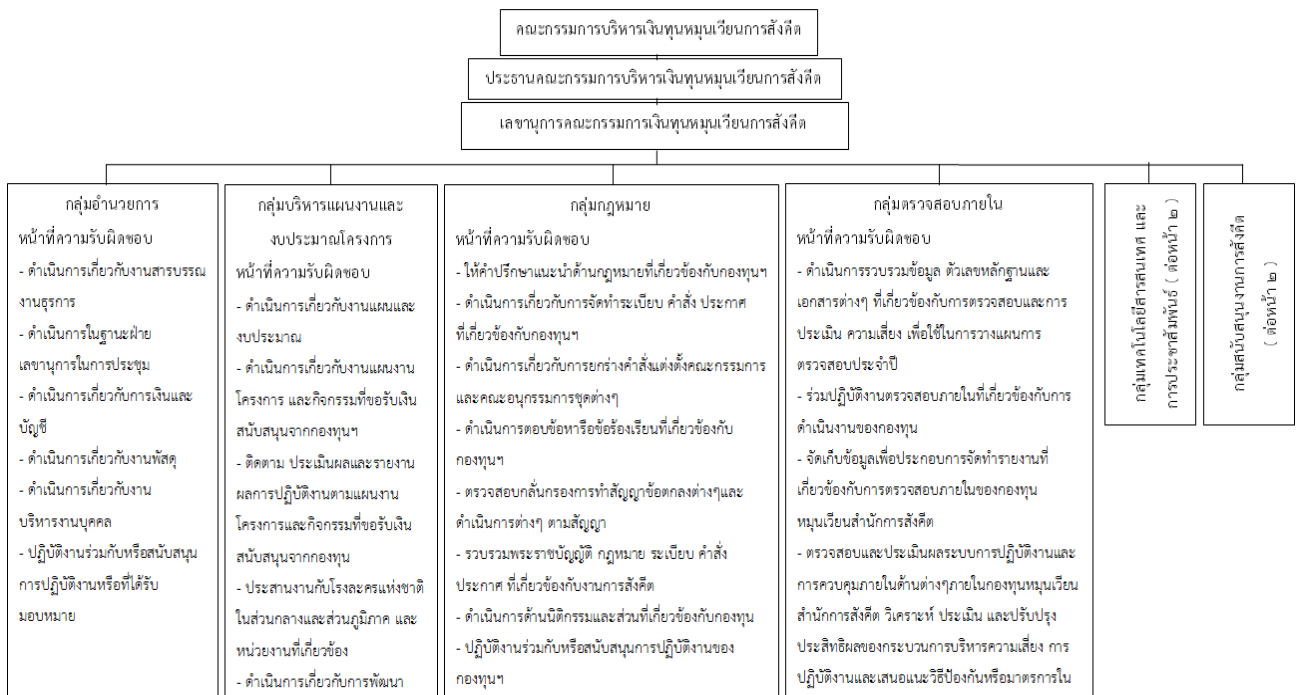 คณะกรรมการบริหารเงินทุนหมุนเวียนการสังคีต
ประธานคณะกรรมการบริหารเงินทุนหมุนเวียนการสังคีต
เลขานุการคณะกรรมการเงินทุนหมุนเวียนการสังคีต
กลุ่มอำนวยการ
หน้าที่ความรับผิดชอบ
- ดำเนินการเกี่ยวกับงานสารบรรณ
งานธุรการ
- ดำเนินการในฐานะฝ่าย
เลขานุการในการประชุม
- ดำเนินการเกี่ยวกับการเงินและ
บัญชี
- ดำเนินการเกี่ยวกับงานพัสดุ
- ดำเนินการเกี่ยวกับงาน
บริหารงานบุคคล
- ปฏิบัติงานร่วมกับหรือสนับสนุน
การปฏิบัติงานหรือที่ได้รับ
มอบหมาย
กลุ่มบริหารแผนงานและ
งบประมาณโครงการ
หน้าที่ความรับผิดชอบ
- ดำเนินการเกี่ยวกับงานแผนและ
งบประมาณ
- ดำเนินการเกี่ยวกับงานแผนงาน
โครงการ และกิจกรรมที่ขอรับเงิน
สนับสนุนจากกองทุนฯ
- ติดตาม ประเมินผลและรายงาน
ผลการปฏิบัติงานตามแผนงาน
โครงการและกิจกรรมที่ขอรับเงิน
สนับสนุนจากกองทุน
- ประสานงานกับโรงละครแห่งชาติ
ในส่วนกลางและส่วนภูมิภาค และ
หน่วยงานที่เกี่ยวข้อง
- ดำเนินการเกี่ยวกับการพัฒนา
กลุ่มกฎหมาย
หน้าที่ความรับผิดชอบ
- ให้คำปรึกษาแนะนำด้านกฎหมายที่เกี่ยวข้องกับกองทุนฯ
- ดำเนินการเกี่ยวกับการจัดทำระเบียบ คำสั่ง ประกาศ
ที่เกี่ยวข้องกับกองทุนฯ
- ดำเนินการเกี่ยวกับการยกร่างคำสั่งแต่งตั้งคณะกรรมการ
และคณะอนุกรรมการชุดต่างๆ
- ดำเนินการตอบข้อหารือข้อร้องเรียนที่เกี่ยวข้องกับ
กองทุนฯ
- ตรวจสอบกลั่นกรองการทำสัญญาข้อตกลงต่างๆและ
ดำเนินการต่างๆ ตามสัญญา
- รวบรวมพระราชบัญญัติ กฎหมาย ระเบียบ คำสั่ง
ประกาศ ที่เกี่ยวข้องกับงานการสังคีต
- ดำเนินการด้านนิติกรรมและส่วนที่เกี่ยวข้องกับกองทุน
- ปฏิบัติงานร่วมกับหรือสนับสนุนการปฏิบัติงานของ
กองทุนฯ
กลุ่มตรวจสอบภายใน
หน้าที่ความรับผิดชอบ
- ดำเนินการรวบรวมข้อมูล ตัวเลขหลักฐานและ
เอกสารต่างๆ ที่เกี่ยวข้องกับการตรวจสอบและการ
ประเมิน ความเสี่ยง เพื่อใช้ในการวางแผนการ
ตรวจสอบประจำปี
- ร่วมปฏิบัติงานตรวจสอบภายในที่เกี่ยวข้องกับการ
ดำเนินงานของกองทุน
- จัดเก็บข้อมูลเพื่อประกอบการจัดทำรายงานที่
เกี่ยวข้องกับการตรวจสอบภายในของกองทุน
หมุนเวียนสำนักการสังคีต
- ตรวจสอบและประเมินผลระบบการปฏิบัติงานและ
การควบคุมภายในด้านต่างๆภายในกองทุนหมุนเวียน
สำนักการสังคีต วิเคราะห์ ประเมิน และปรับปรุง
ประสิทธิผลของกระบวนการบริหารความเสี่ยง การ
ปฏิบัติงานและเสนอแนะวิธีป้องกันหรือมาตรการใน
กลุ่มเทคโนโลยีสารสนเทศ และ
การประชาสัมพันธ์ ( ต่อหน้า ๒ )
กลุ่มสนับสนุนงานการสังคีต
( ต่อหน้า ๒ )